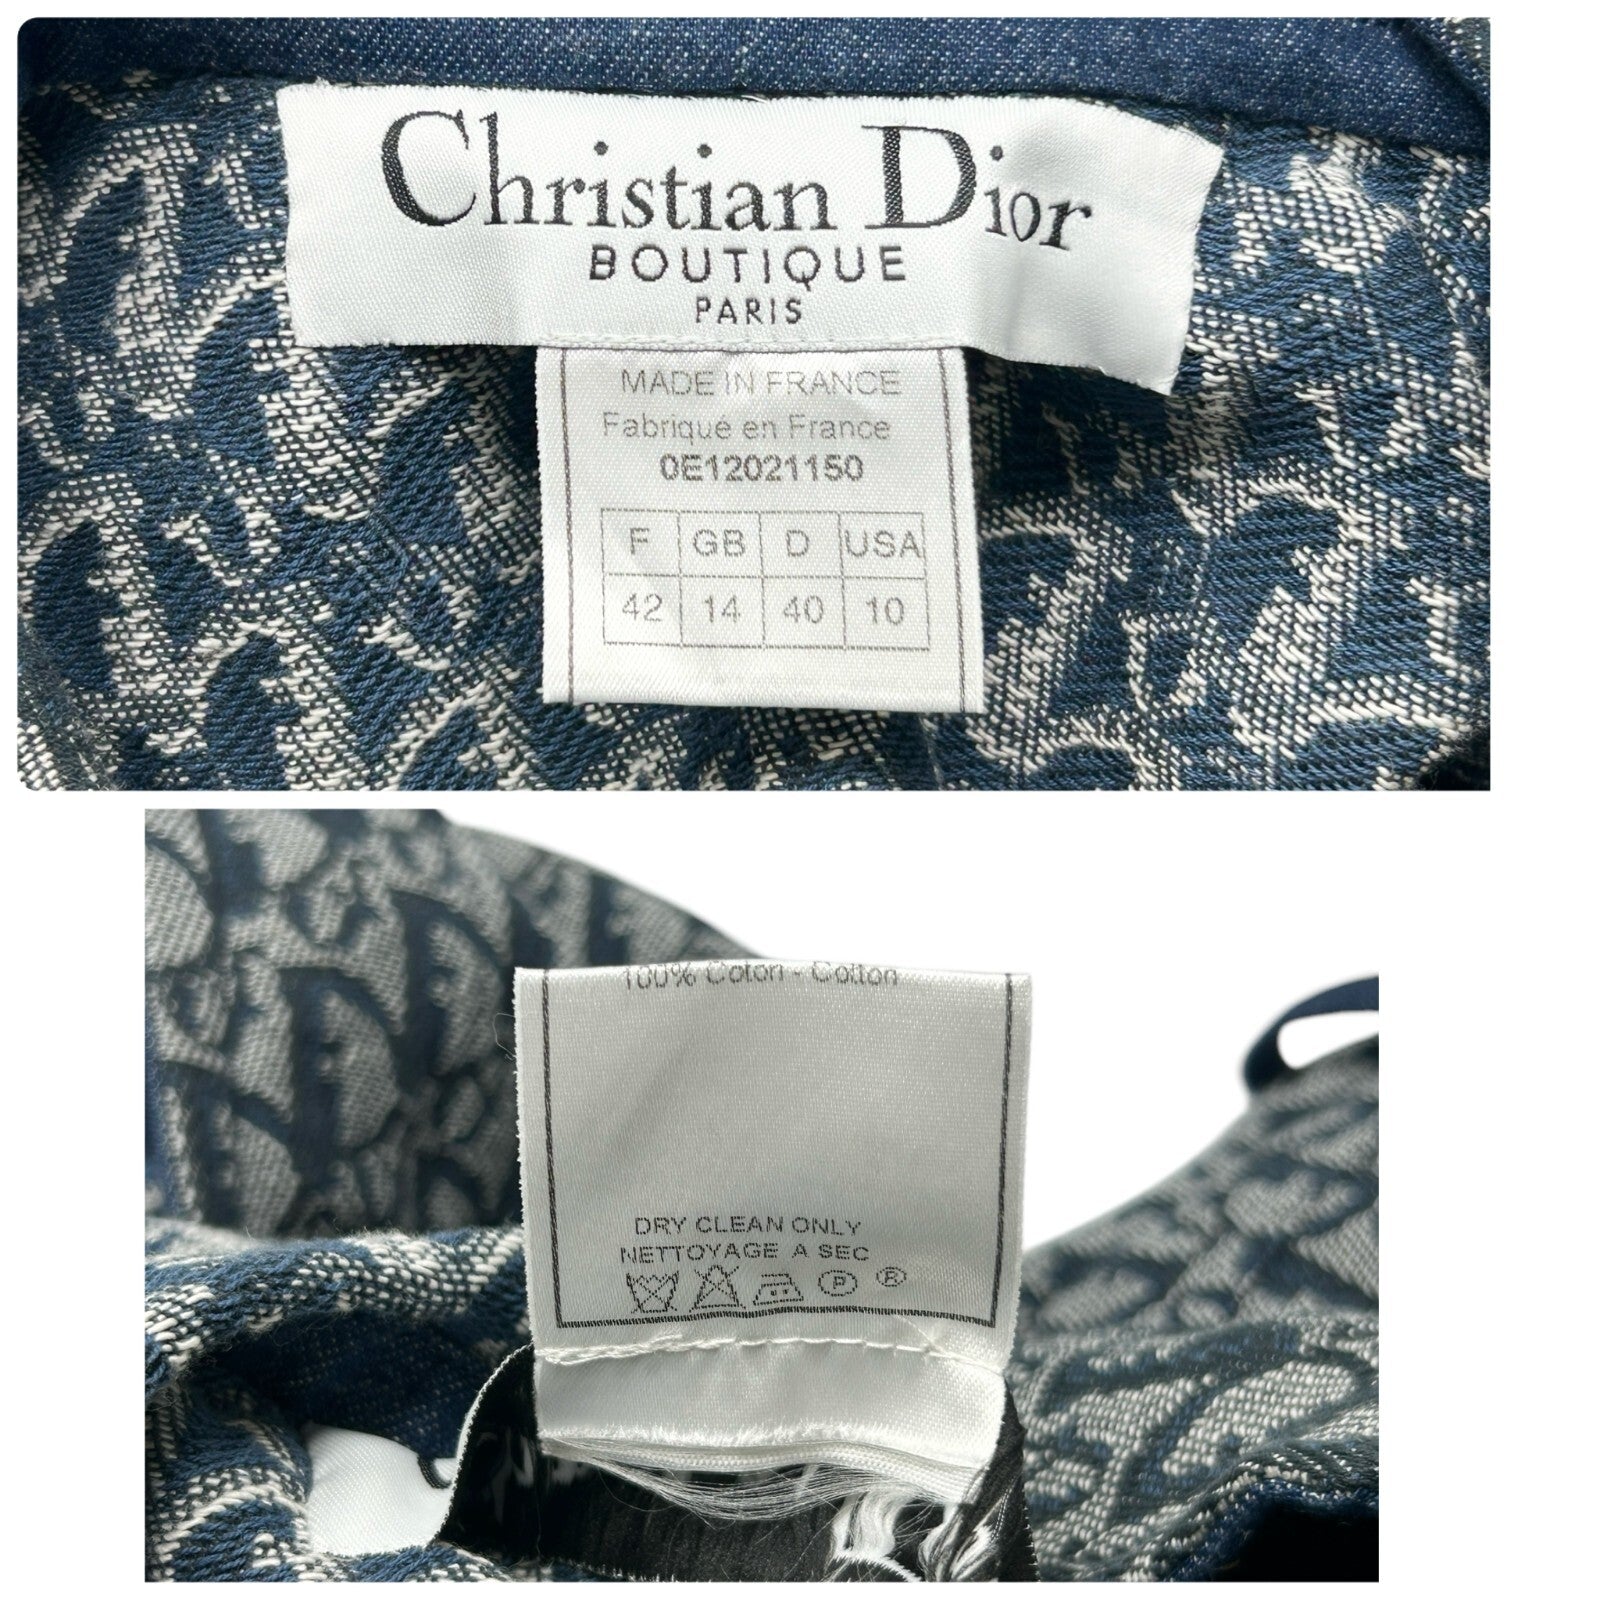 Christian Dior
BOUTIQUE
PARIS
MADE IN FRANCE
Fabriqué en France
0E12021150
F GB D USA
42 14 40 10
100% Coton - Cotton
DRY CLEAN ONLY
NETTOYAGE A SEC
P ®